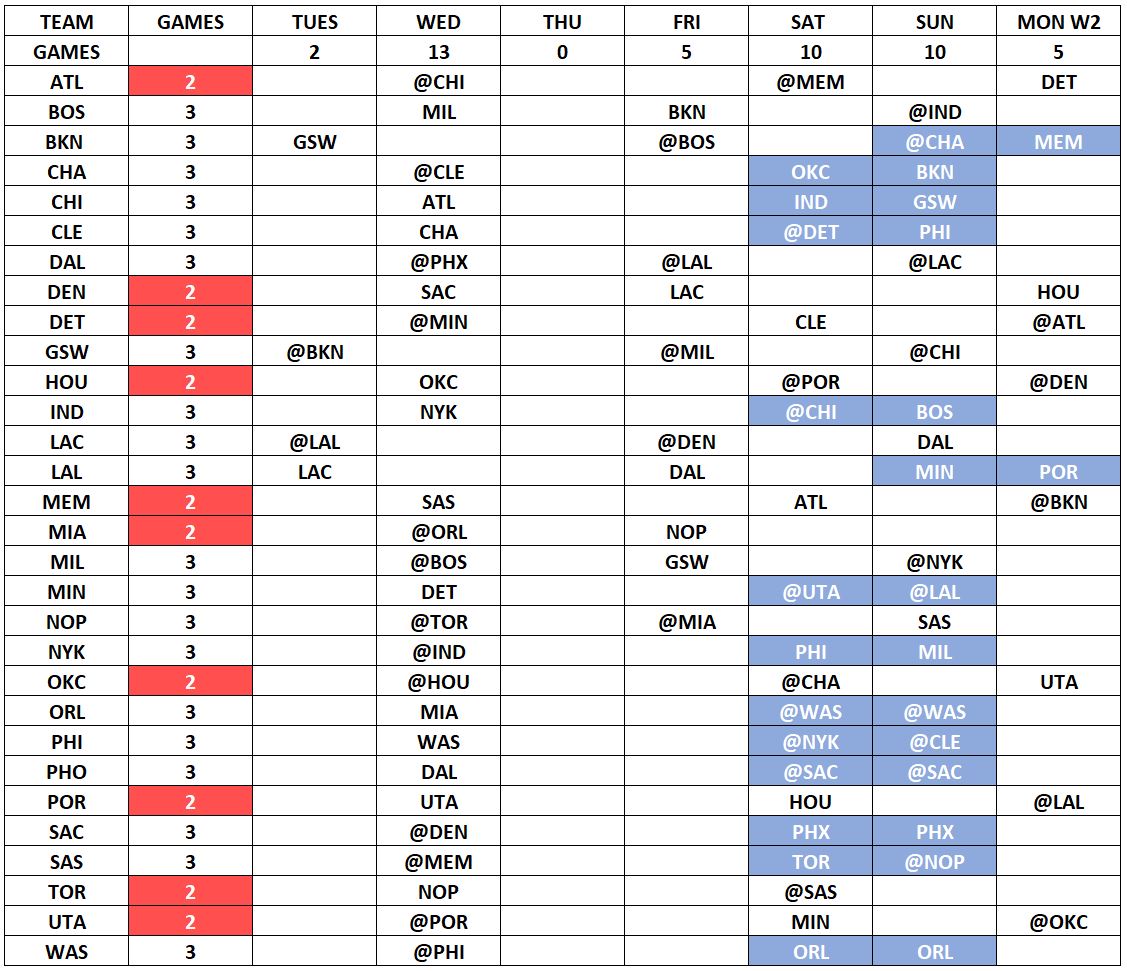 TEAM GAMES TUES WED THU FRI SAT SUN MON W2
GAMES 2 13 0 5 10 10 5
ATL 2 @CHI @MEM DET
BOS 3 MIL BKN @IND
BKN 3 GSW @BOS @CHA MEM
CHA 3 @CLE OKC BKN
CHI 3 ATL IND GSW
CLE 3 CHA @DET PHI
DAL 3 @PHX @LAL @LAC
DEN 2 SAC LAC HOU
DET 2 @MIN CLE @ATL
GSW 3 @BKN @MIL @CHI
HOU 2 OKC @POR @DEN
IND 3 NYK @CHI BOS
LAC 3 @LAL @DEN DAL
LAL 3 LAC DAL MIN POR
MEM 2 SAS ATL @BKN
MIA 2 @ORL NOP
MIL 3 @BOS GSW @NYK
MIN 3 DET @UTA @LAL
NOP 3 @TOR @MIA SAS
NYK 3 @IND PHI MIL
OKC 2 @HOU @CHA UTA
ORL 3 MIA @WAS @WAS
PHI 3 WAS @NYK @CLE
PHO 3 DAL @SAC @SAC
POR 2 UTA HOU @LAL
SAC 3 @DEN PHX PHX
SAS 3 @MEM TOR @NOP
TOR 2 NOP @SAS
UTA 2 @POR MIN @OKC
WAS 3 @PHI ORL ORL